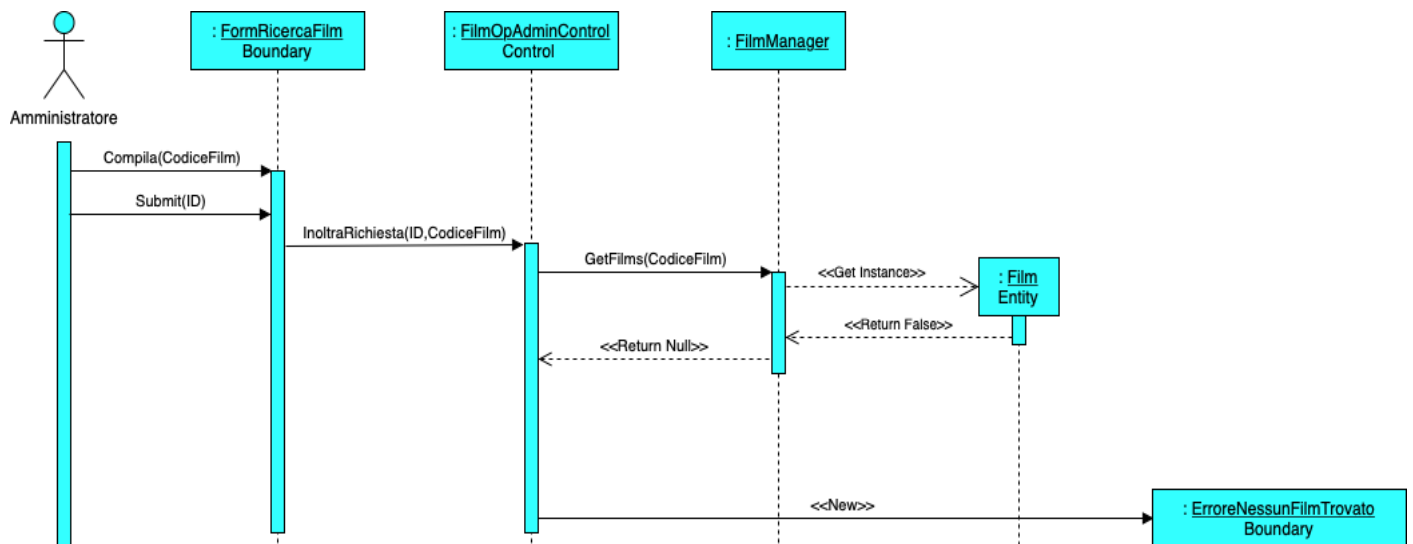 : FormRicercaFilm
Boundary
: FilmOpAdminControl
Control
: FilmManager
Amministratore
Compila(CodiceFilm)
Submit(ID)
InoltraRichiesta(ID,CodiceFilm)
GetFilms(CodiceFilm)
<<Get Instance>>
: Film
Entity
<<Return False>>
<<Return Null>>
<<New>>
: ErroreNessunFilmTrovato
Boundary